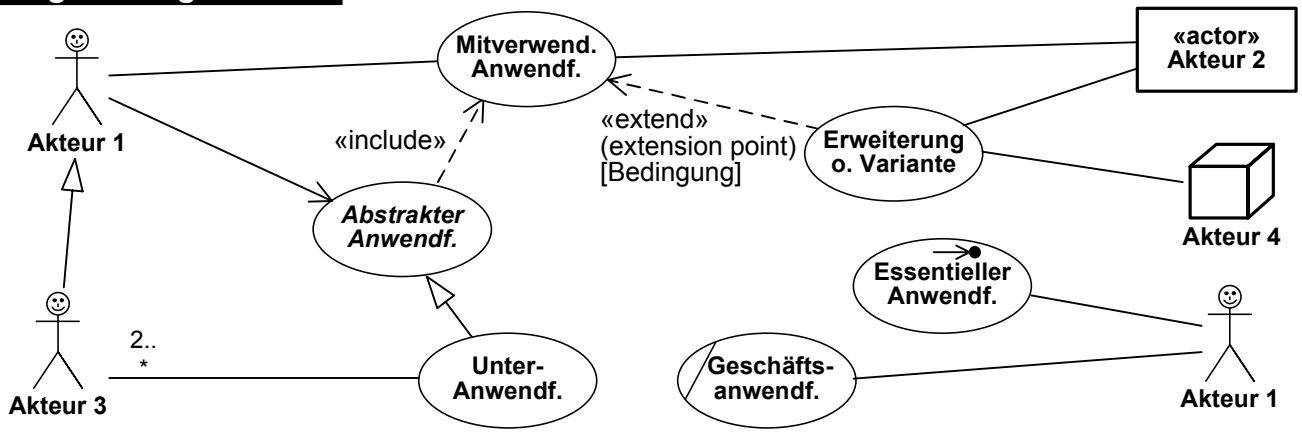 Mitverwend.
Anwendf.
«actor»
Akteur 2
Akteur 1
«include»
«extend»
(extension point)
[Bedingung]
Erweiterung
o. Variante
Abstrakter
Anwendf.
Akteur 4
Essentieller
Anwendf.
2..
*
Unter-
Anwendf.
Geschäfts-
anwendf.
Akteur 3
Akteur 1